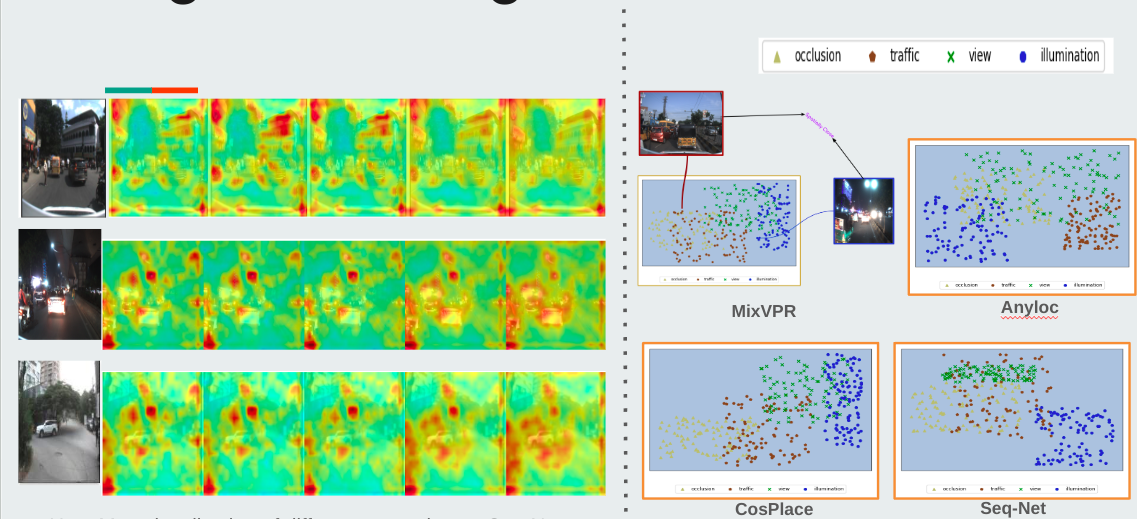 occlusion traffic view illumination
occlusion traffic view illumination
MixVPR
occlusion traffic view illumination
Anyloc
occlusion traffic view illumination
CosPlace
occlusion traffic view illumination
Seq-Net